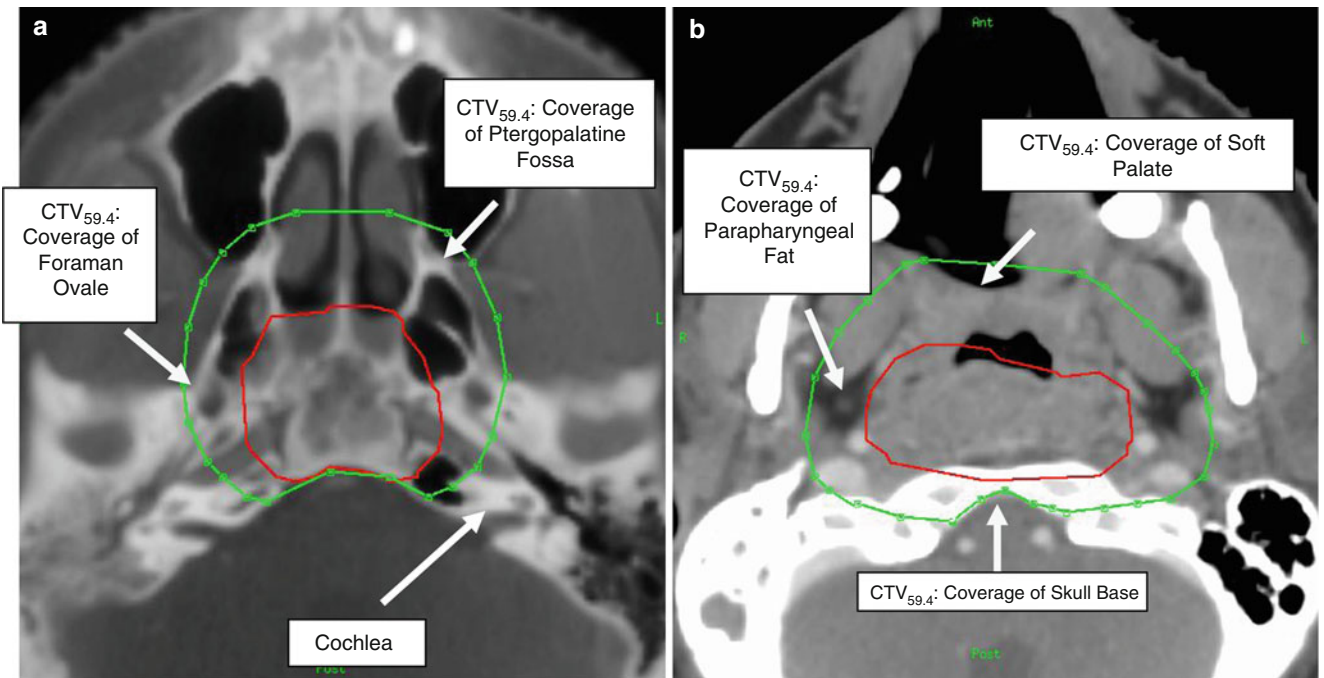 a
CTV59.4: Coverage
of Ptergopalatine
Fossa
CTV59.4:
Coverage of
Foraman
Ovale
L
Cochlea
Post
b
Ant
CTV59.4: Coverage of Soft
Palate
CTV59.4:
Coverage of
Parapharyngeal
Fat
R
L
CTV59.4: Coverage of Skull Base
Post